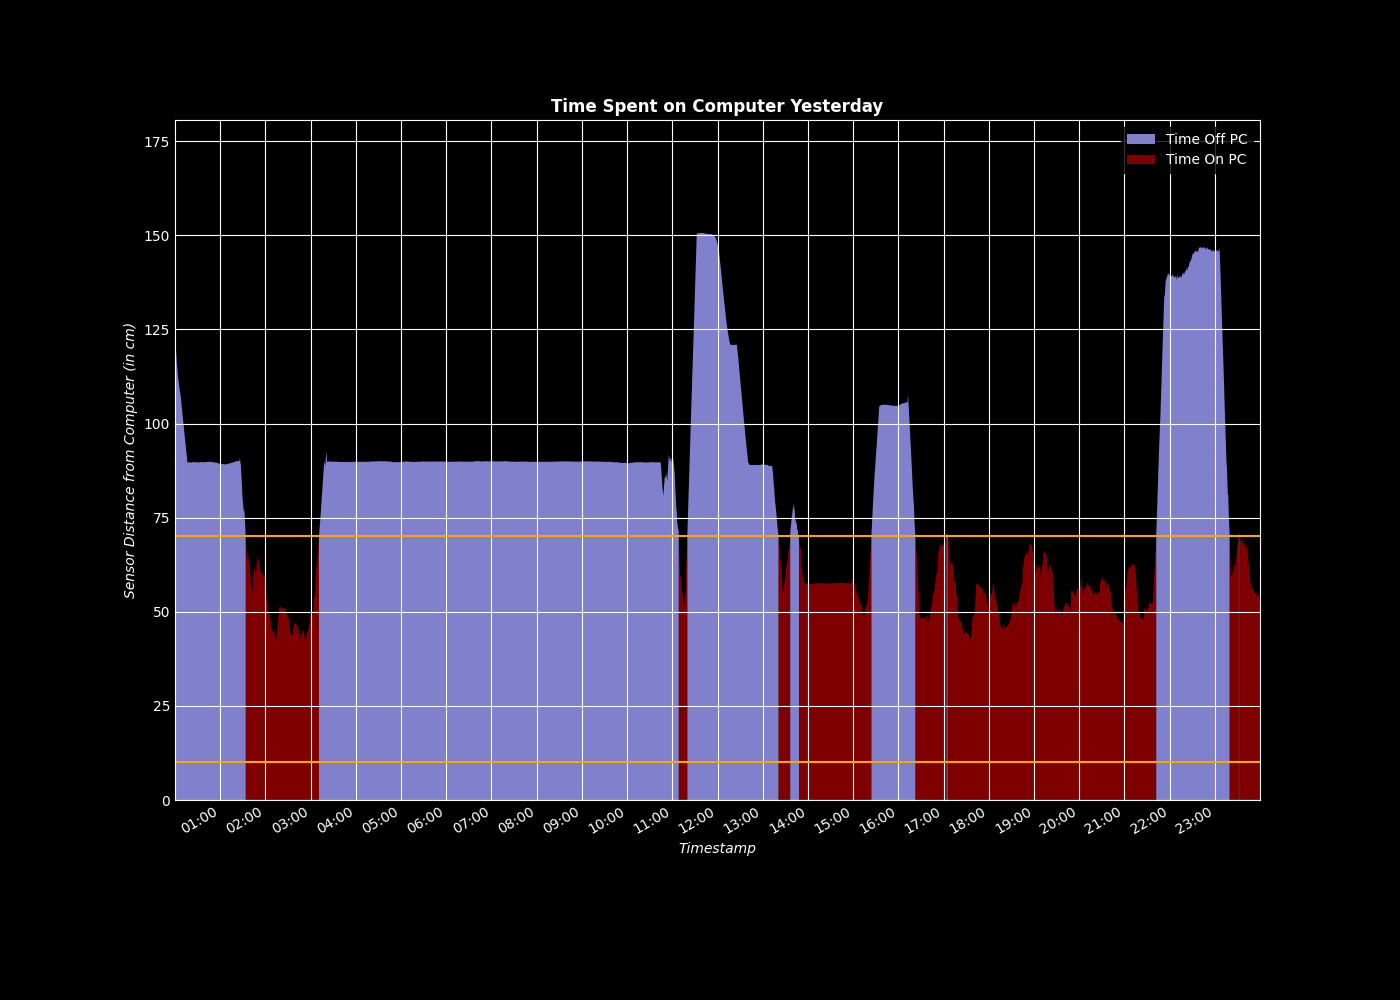 Time Spent on Computer Yesterday
Time Off PC
Time On PC
175
150
125
100
75
50
25
0
Sensor Distance from Computer (in cm)
01:00 02:00 03:00 04:00 05:00 06:00 07:00 08:00 09:00 10:00 11:00 12:00 13:00 14:00 15:00 16:00 17:00 18:00 19:00 20:00 21:00 22:00 23:00
Timestamp